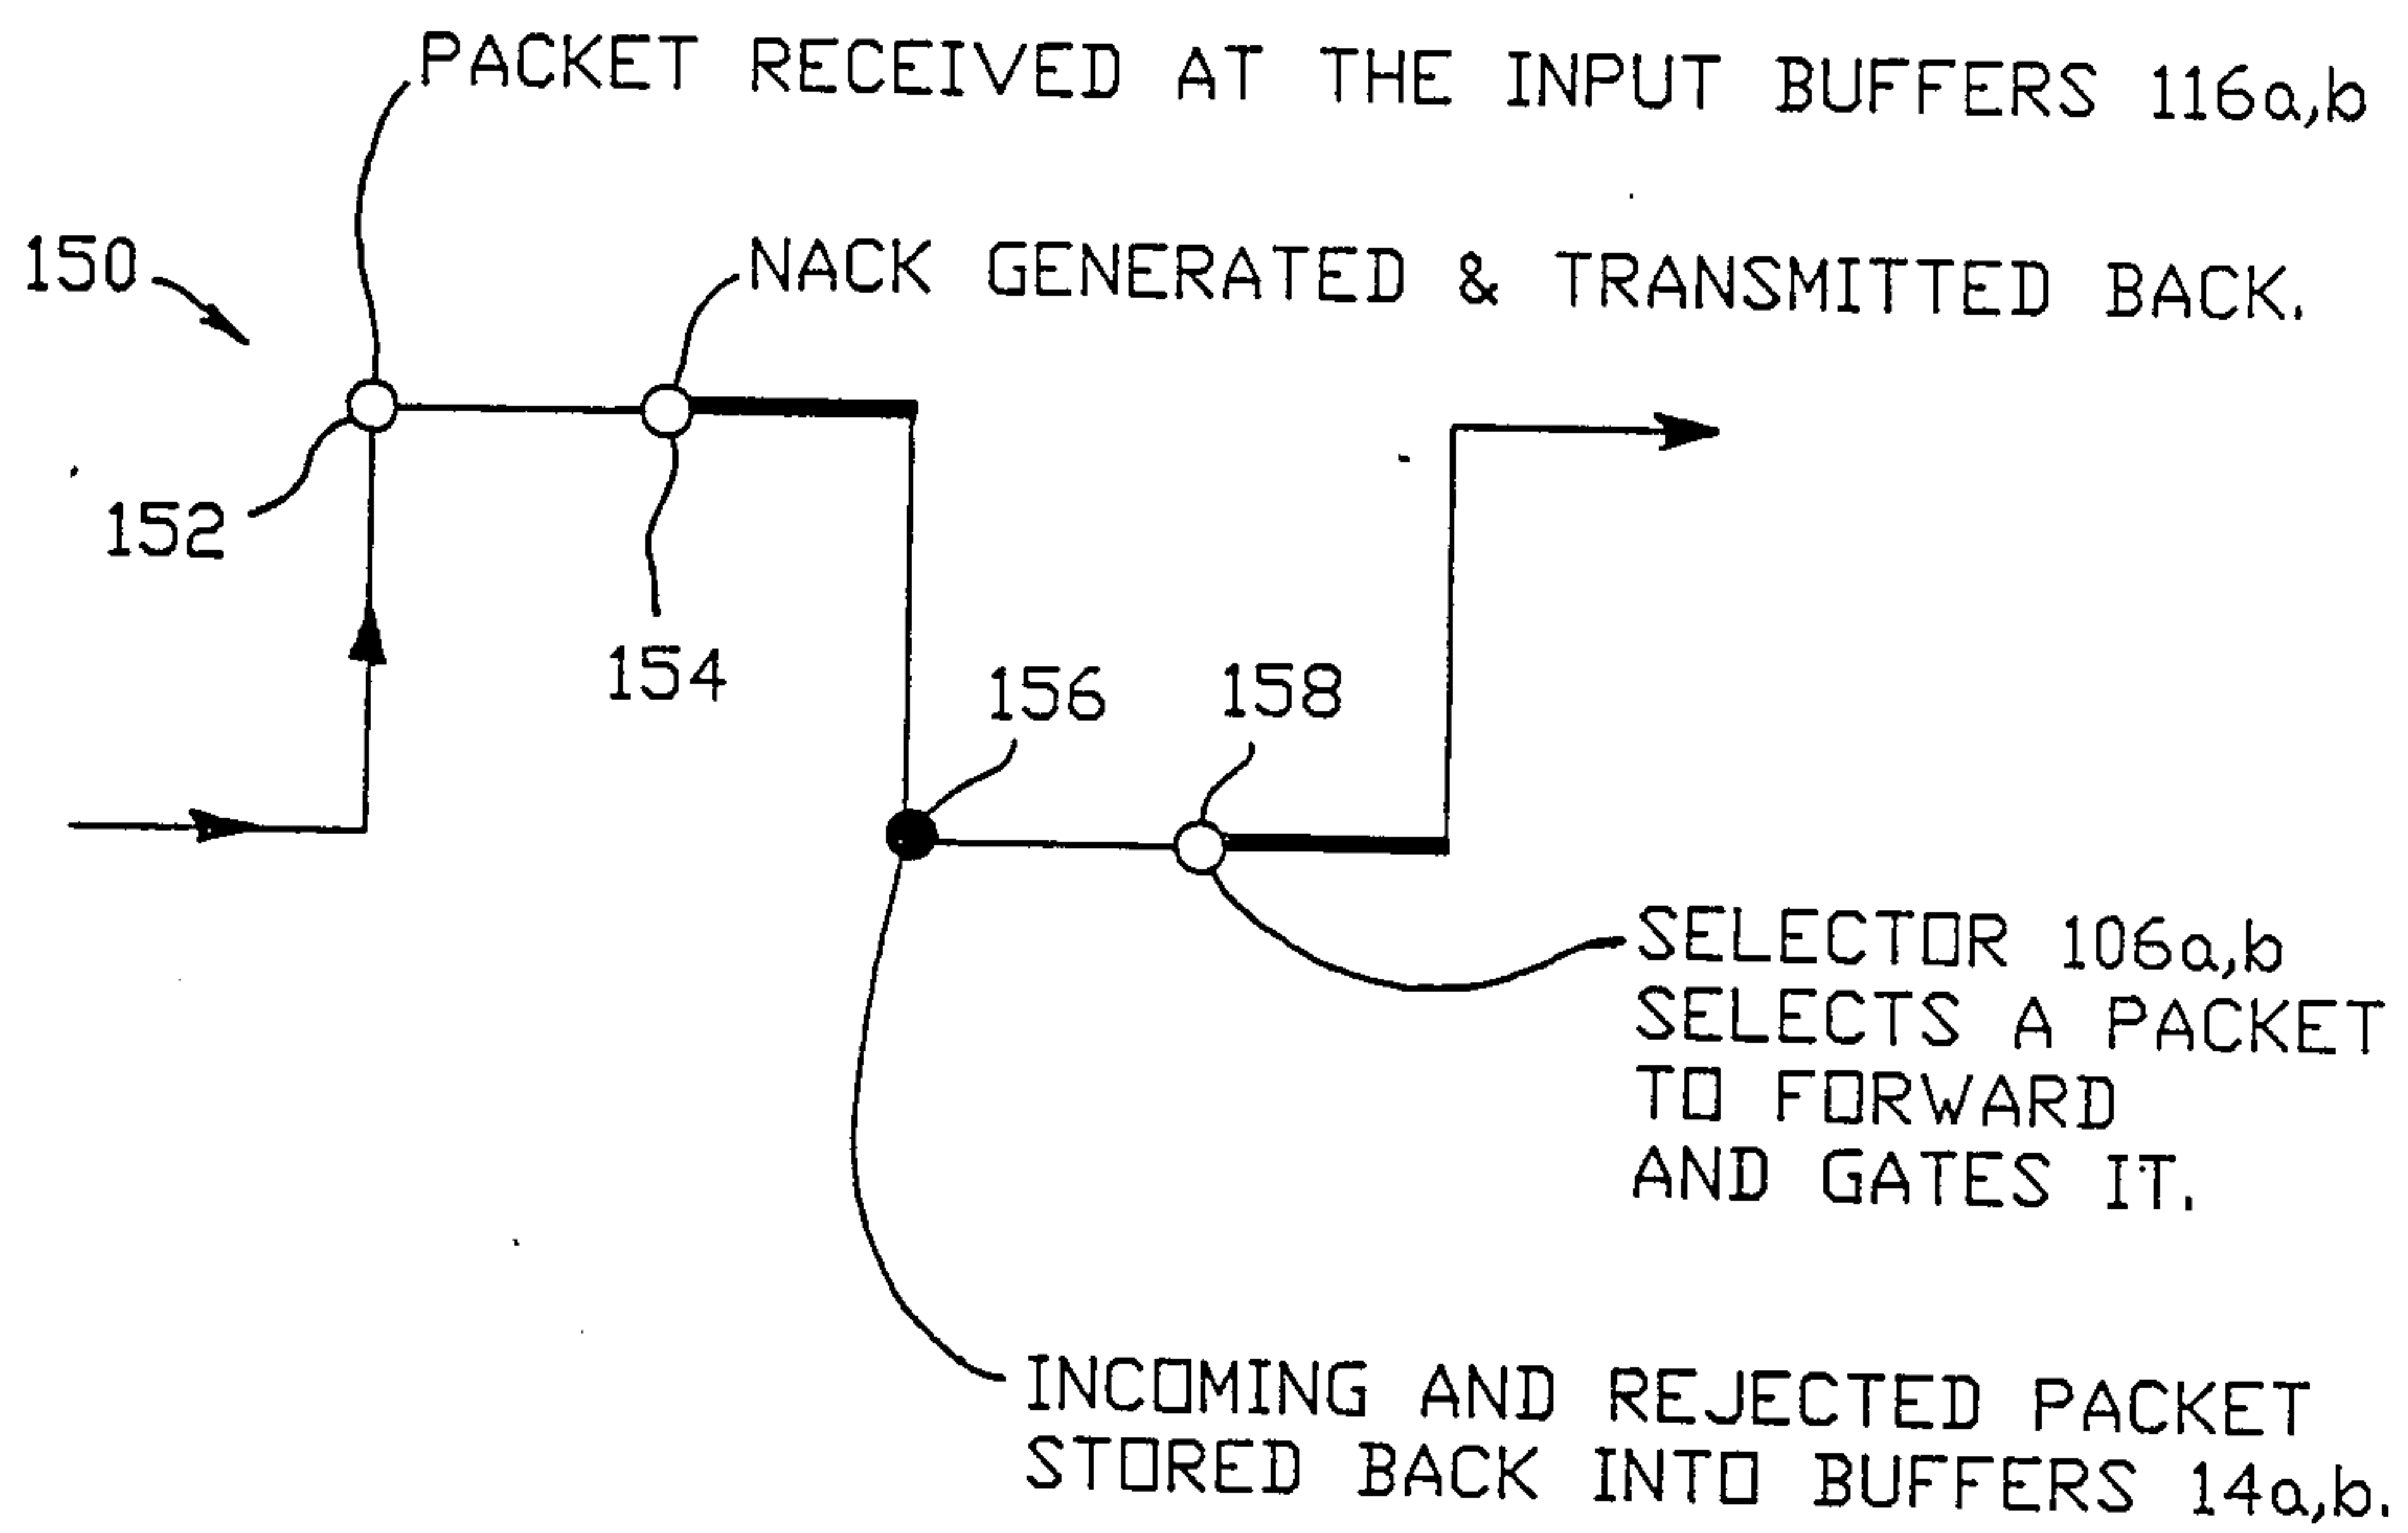 PACKET RECEIVED AT THE INPUT BUFFERS 116a,b
150
NACK GENERATED & TRANSMITTED BACK.
152
154
156
158
SELECTOR 106a,b
SELECTS A PACKET
TO FORWARD
AND GATES IT.
INCOMING AND REJECTED PACKET
STORED BACK INTO BUFFERS 14a,b.